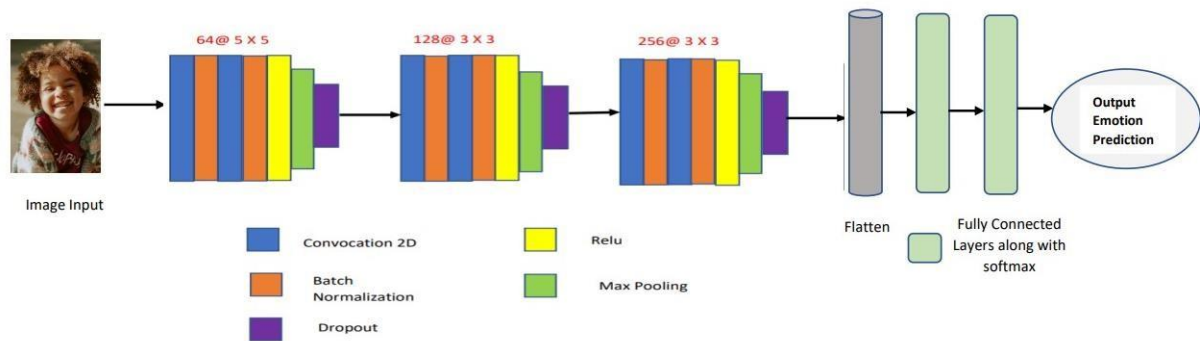 64@ 5 X 5
128@ 3 X 3
256@ 3 X 3
Output
Emotion
Prediction
Image Input
Flatten
Fully Connected
Layers along with
softmax
Convocation 2D
Relu
Batch
Normalization
Max Pooling
Dropout